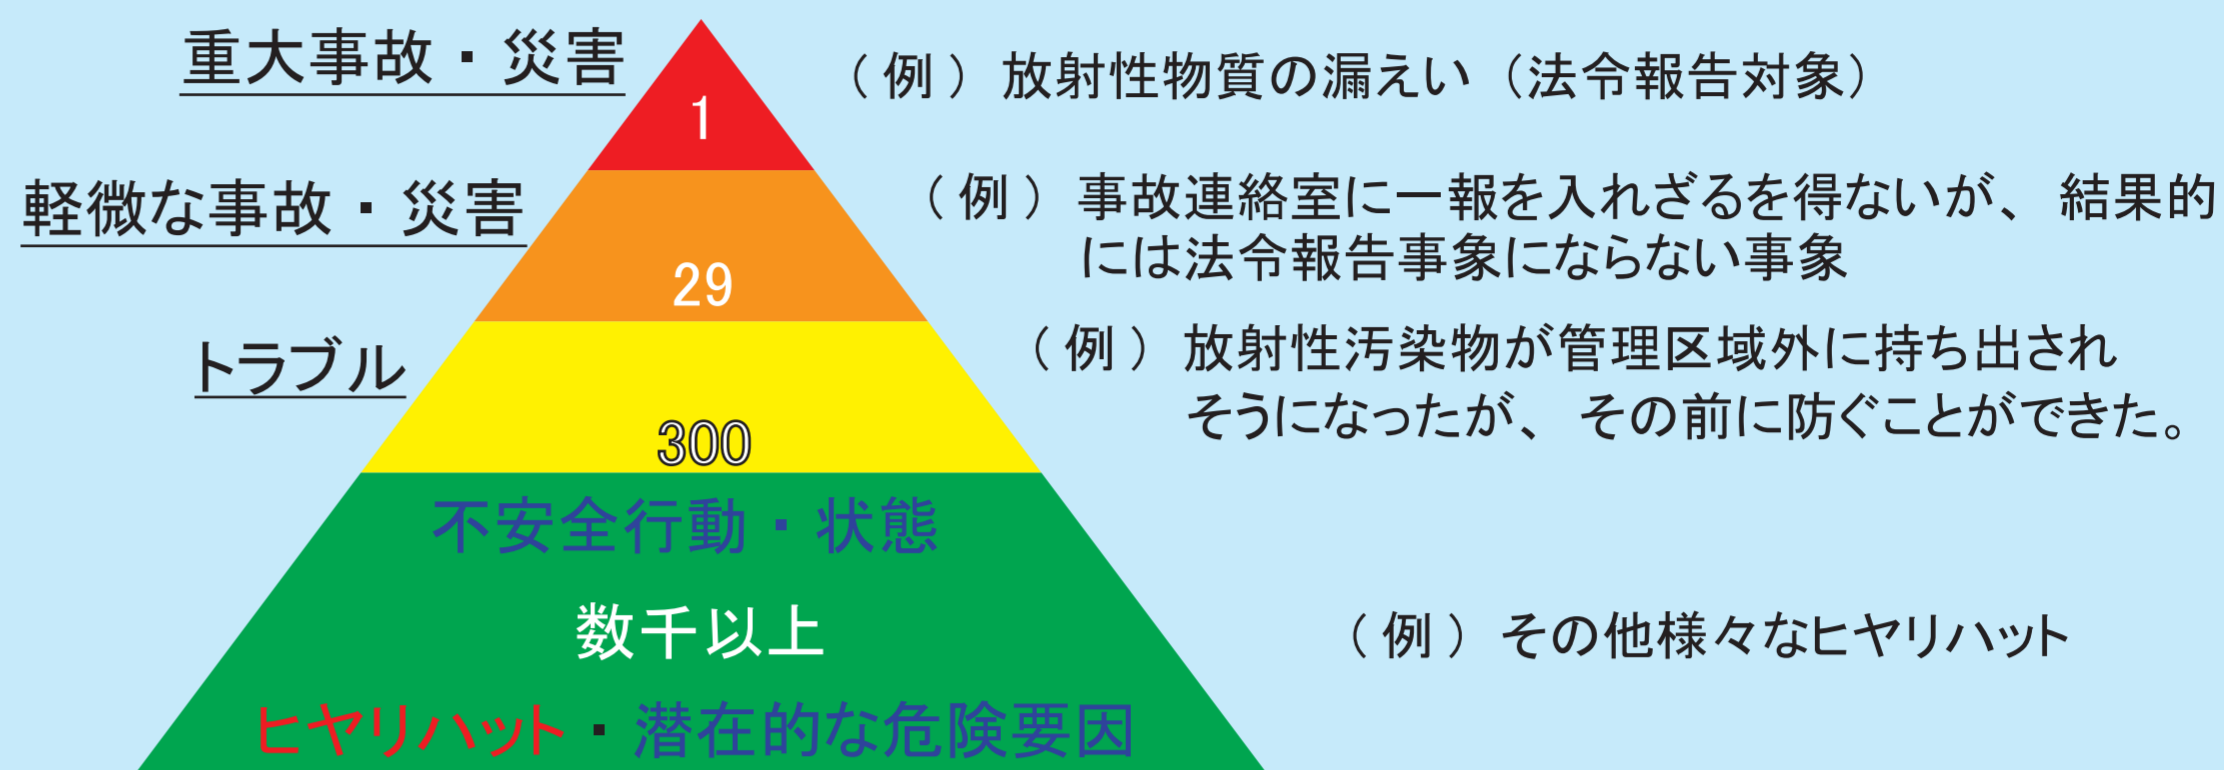 重大事故・災害
1
（例）放射性物質の漏えい（法令報告対象）
軽微な事故・災害
29
（例）事故連絡室に一報を入れざるを得ないが、結果的
には法令報告事象にならない事象
トラブル
300
（例）放射性汚染物が管理区域外に持ち出され
そうになったが、その前に防ぐことができた。
不安全行動・状態
数千以上
（例）その他様々なヒヤリハット
ヒヤリハット・潜在的な危険要因